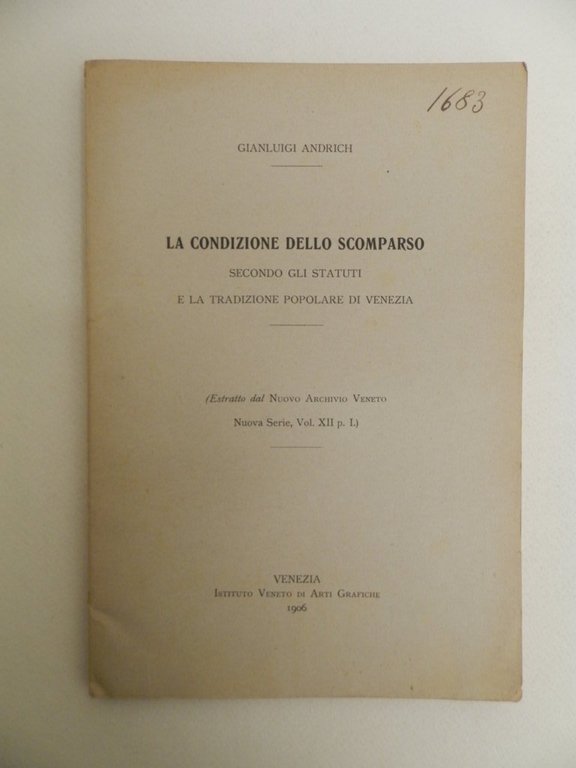 1683
GIANLUIGI ANDRICH
LA CONDIZIONE DELLO SCOMPARSO
SECONDO GLI STATUTI
E LA TRADIZIONE POPOLARE DI VENEZIA
(Estratto dal NUOVO ARCHIVIO VENETO
Nuova Serie, Vol. XII p. I.)
VENEZIA
ISTITUTO VENETO DI ARTI GRAFICHE
1906